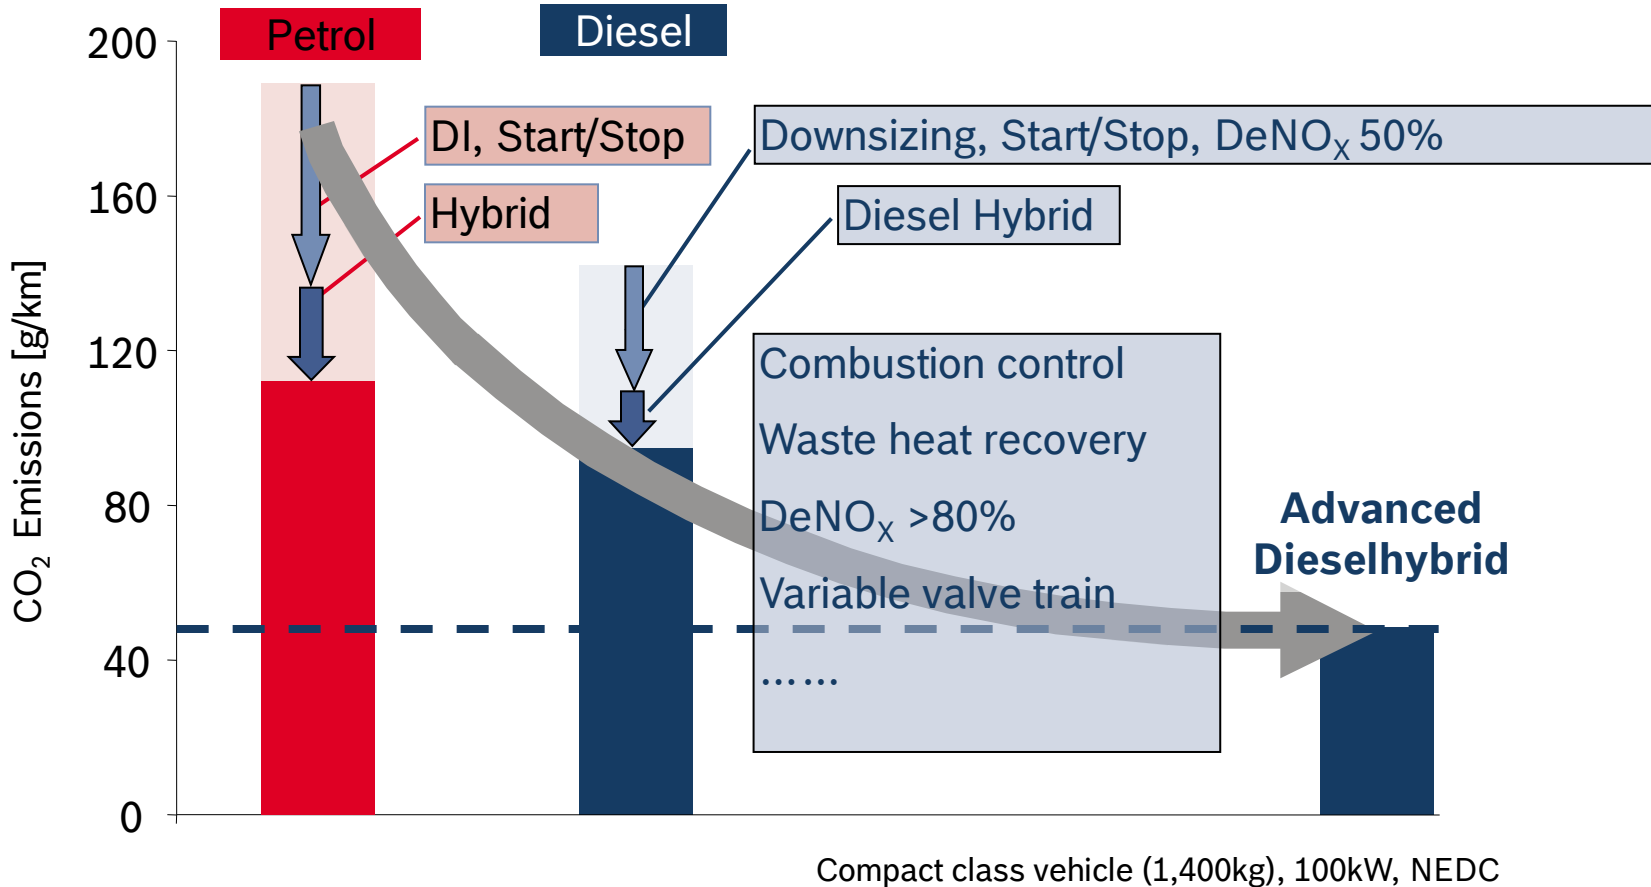 Petrol
Diesel
200
160
120
80
40
0
CO₂ Emissions [g/km]
DI, Start/Stop
Hybrid
Downsizing, Start/Stop, DeNOₓ 50%
Diesel Hybrid
Combustion control
Waste heat recovery
DeNOₓ >80%
Variable valve train
......
Advanced
Dieselhybrid
Compact class vehicle (1,400kg), 100kW, NEDC